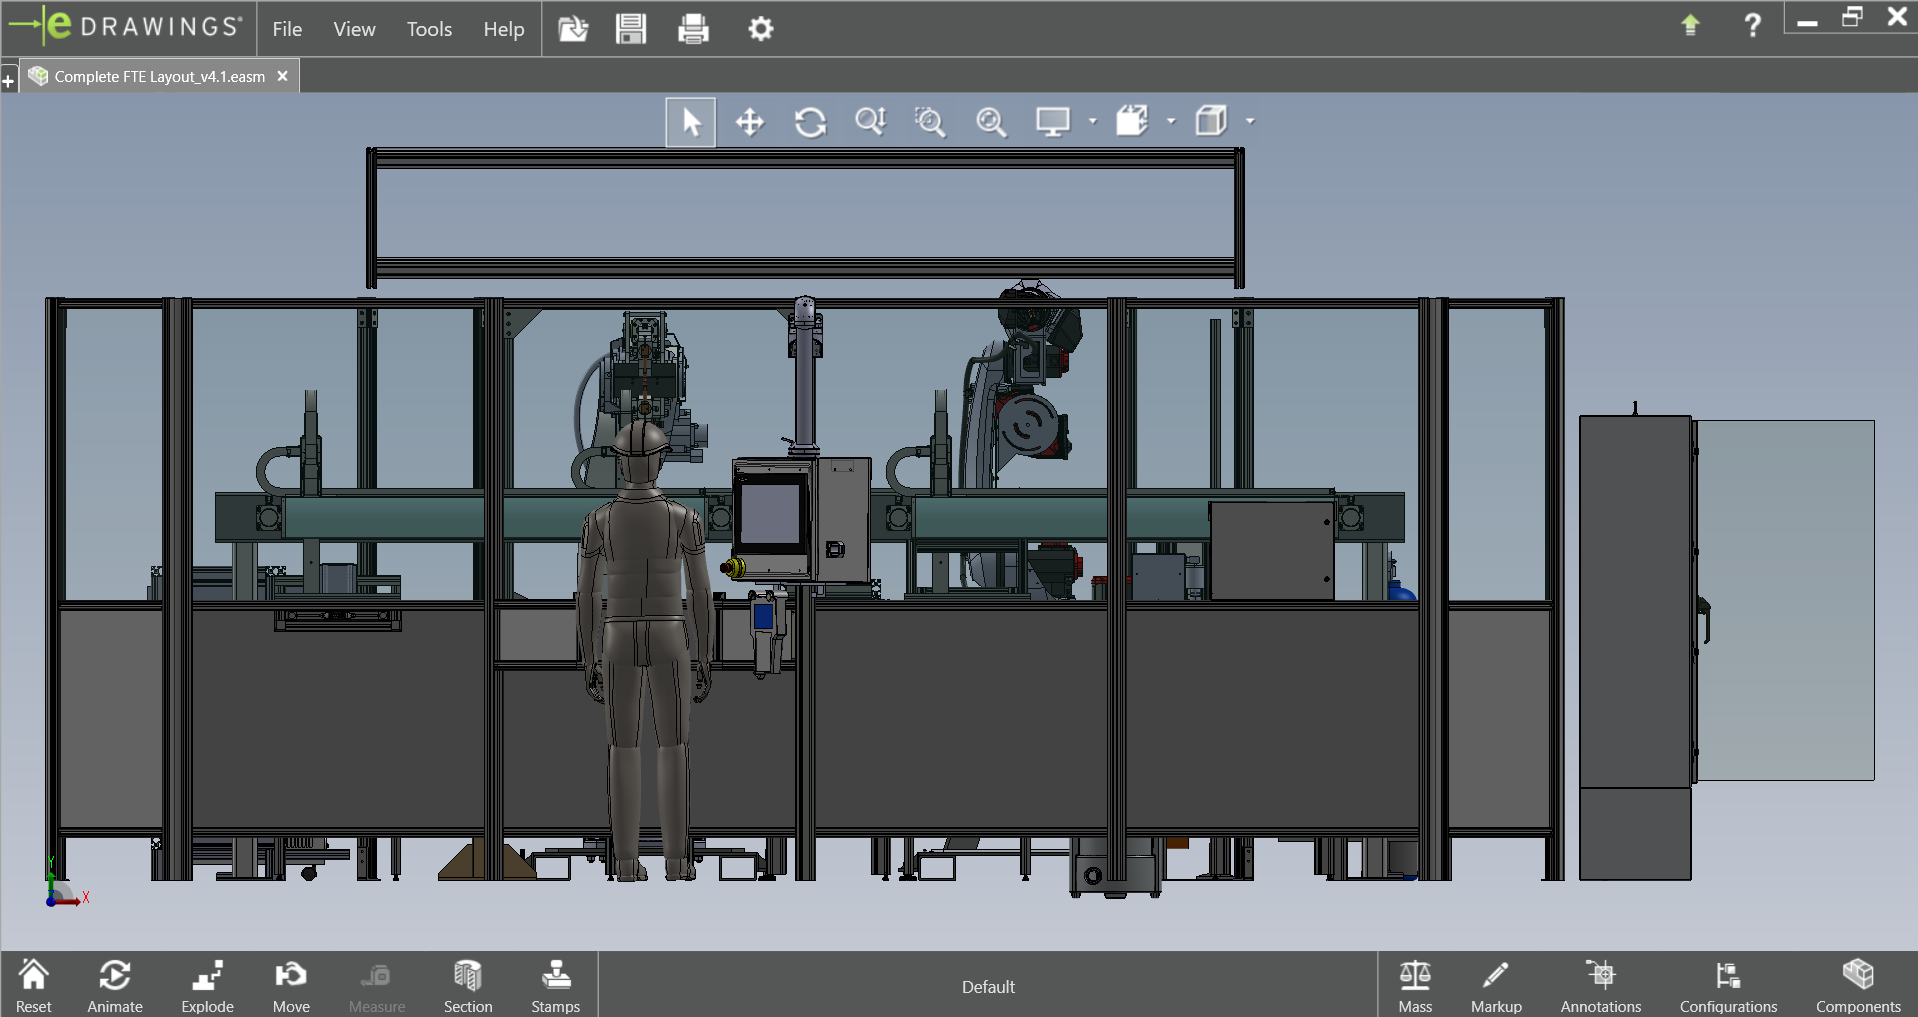 eDRAWINGS®
File View Tools Help
Complete FTE Layout_v4.1.easm
Y
X
Reset Animate Explode Move Measure Section Stamps Default Mass Markup Annotations Configurations Components